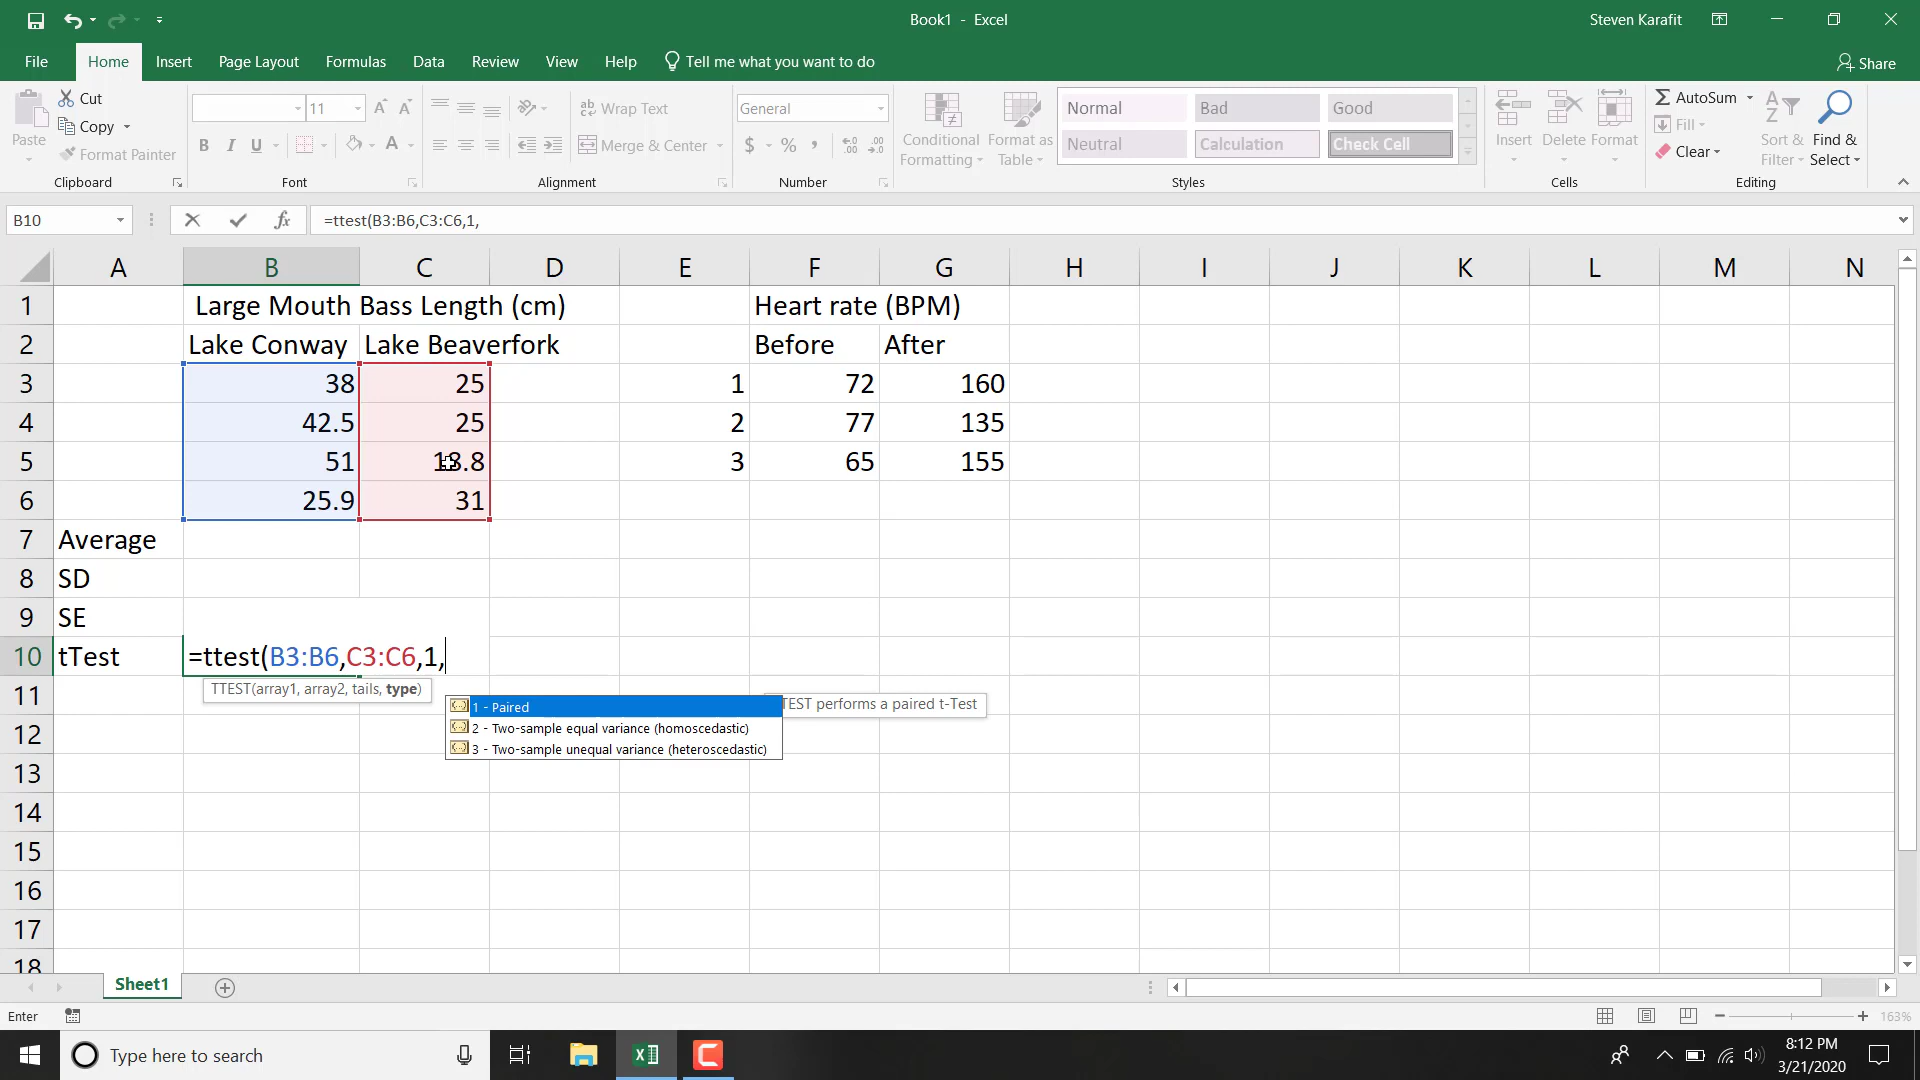 Book1 - Excel
Steven Karafit
File Home Insert Page Layout Formulas Data Review View Help Tell me what you want to do Share
Paste Cut Copy Format Painter Clipboard
11 B I U A Font
Wrap Text Merge & Center Alignment
General $ % , Number
Conditional Formatting Format as Table
Normal Bad Good
Neutral Calculation Check Cell
Styles
Insert Delete Format Cells
AutoSum Fill Clear Sort & Filter Find & Select Editing
B10 fx =ttest(B3:B6,C3:C6,1,
A B C D E F G H I J K L M N
1 Large Mouth Bass Length (cm) Heart rate (BPM)
2 Lake Conway Lake Beaverfork Before After
3 38 25 1 72 160
4 42.5 25 2 77 135
5 51 3 65 155
6 25.9 31
7 Average
8 SD
9 SE
10 tTest =ttest(B3:B6,C3:C6,1,
TTEST(array1, array2, tails, type)
11
1 - Paired
TEST performs a paired t-Test
2 - Two-sample equal variance (homoscedastic)
12
3 - Two-sample unequal variance (heteroscedastic)
13
14
15
16
17
18
Sheet1
Enter 163%
Type here to search
8:12 PM
3/21/2020